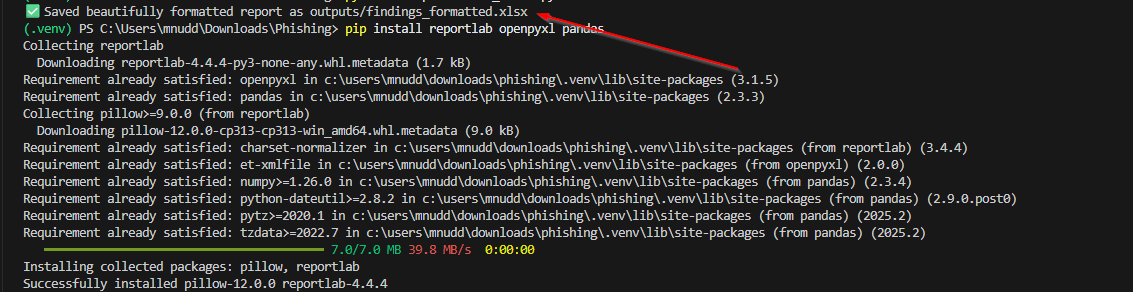 ✅ Saved beautifully formatted report as outputs/findings_formatted.xlsx
(.venv) PS C:\Users\mnudd\Downloads\Phishing> pip install reportlab openpyxl pandas
Collecting reportlab
  Downloading reportlab-4.4.4-py3-none-any.whl.metadata (1.7 kB)
Requirement already satisfied: openpyxl in c:\users\mnudd\downloads\phishing\.venv\lib\site-packages (3.1.5)
Requirement already satisfied: pandas in c:\users\mnudd\downloads\phishing\.venv\lib\site-packages (2.3.3)
Collecting pillow>=9.0.0 (from reportlab)
  Downloading pillow-12.0.0-cp313-cp313-win_amd64.whl.metadata (9.0 kB)
Requirement already satisfied: charset-normalizer in c:\users\mnudd\downloads\phishing\.venv\lib\site-packages (from reportlab) (3.4.4)
Requirement already satisfied: et-xmlfile in c:\users\mnudd\downloads\phishing\.venv\lib\site-packages (from openpyxl) (2.0.0)
Requirement already satisfied: numpy>=1.26.0 in c:\users\mnudd\downloads\phishing\.venv\lib\site-packages (from pandas) (2.3.4)
Requirement already satisfied: python-dateutil>=2.8.2 in c:\users\mnudd\downloads\phishing\.venv\lib\site-packages (from pandas) (2.9.0.post0)
Requirement already satisfied: pytz>=2020.1 in c:\users\mnudd\downloads\phishing\.venv\lib\site-packages (from pandas) (2025.2)
Requirement already satisfied: tzdata>=2022.7 in c:\users\mnudd\downloads\phishing\.venv\lib\site-packages (from pandas) (2025.2)
7.0/7.0 MB 39.8 MB/s 0:00:00
Installing collected packages: pillow, reportlab
Successfully installed pillow-12.0.0 reportlab-4.4.4